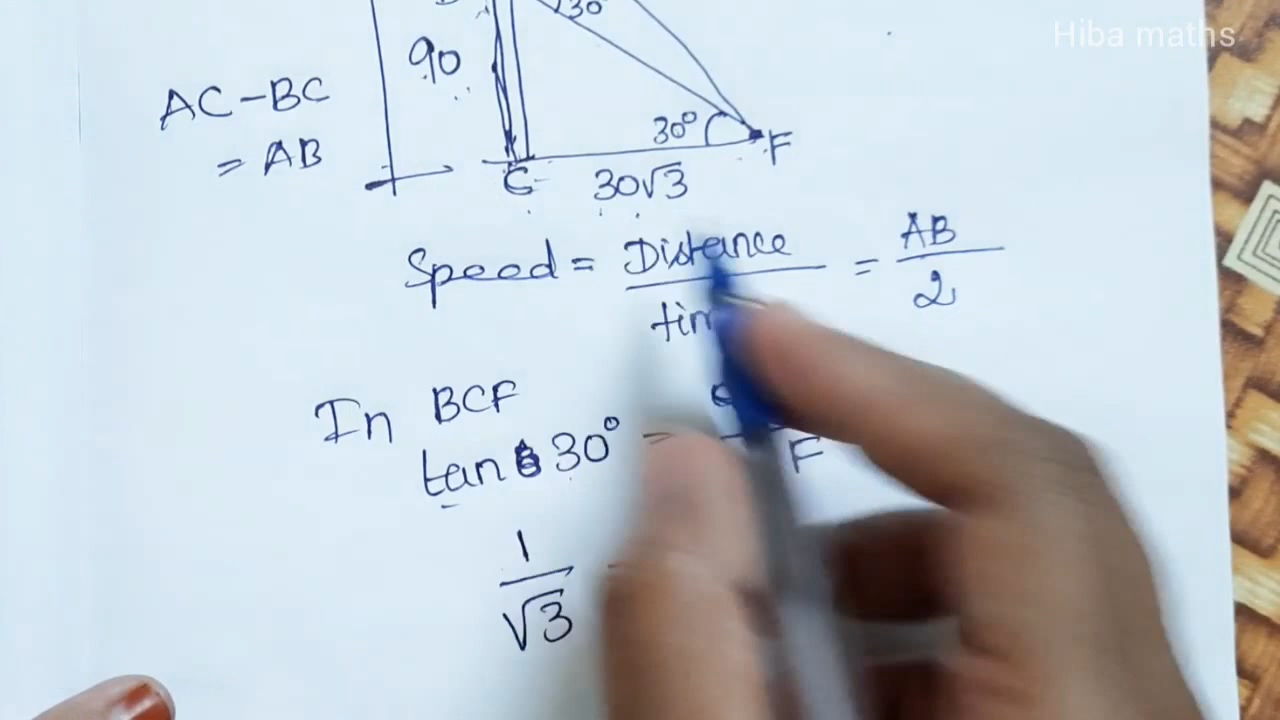 Hiba maths
30
90
AC-BC
= AB
30°
F
C
30√3
Speed = Distance = AB
2
In BCF
tan 30° =
F
1
√3